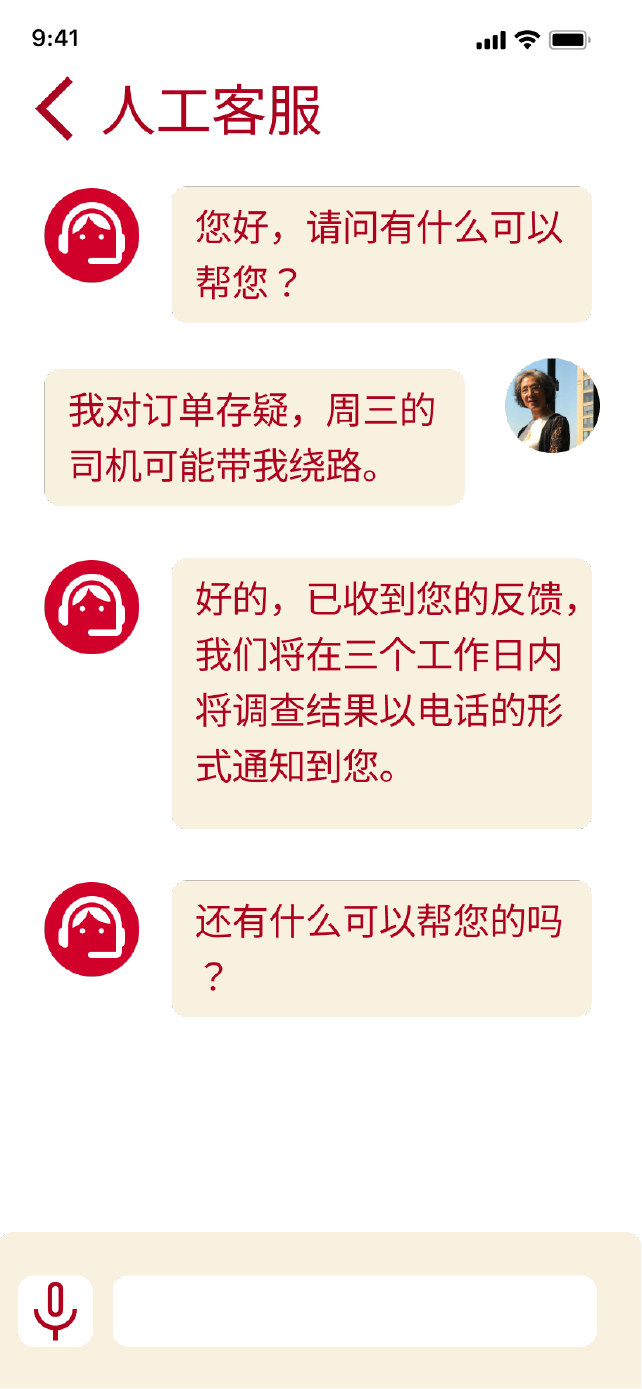 9:41
人工客服
您好，请问有什么可以
帮您？
我对订单存疑，周三的
司机可能带我绕路。
好的，已收到您的反馈，
我们将在三个工作日内
将调查结果以电话的形
式通知到您。
还有什么可以帮您的吗
？